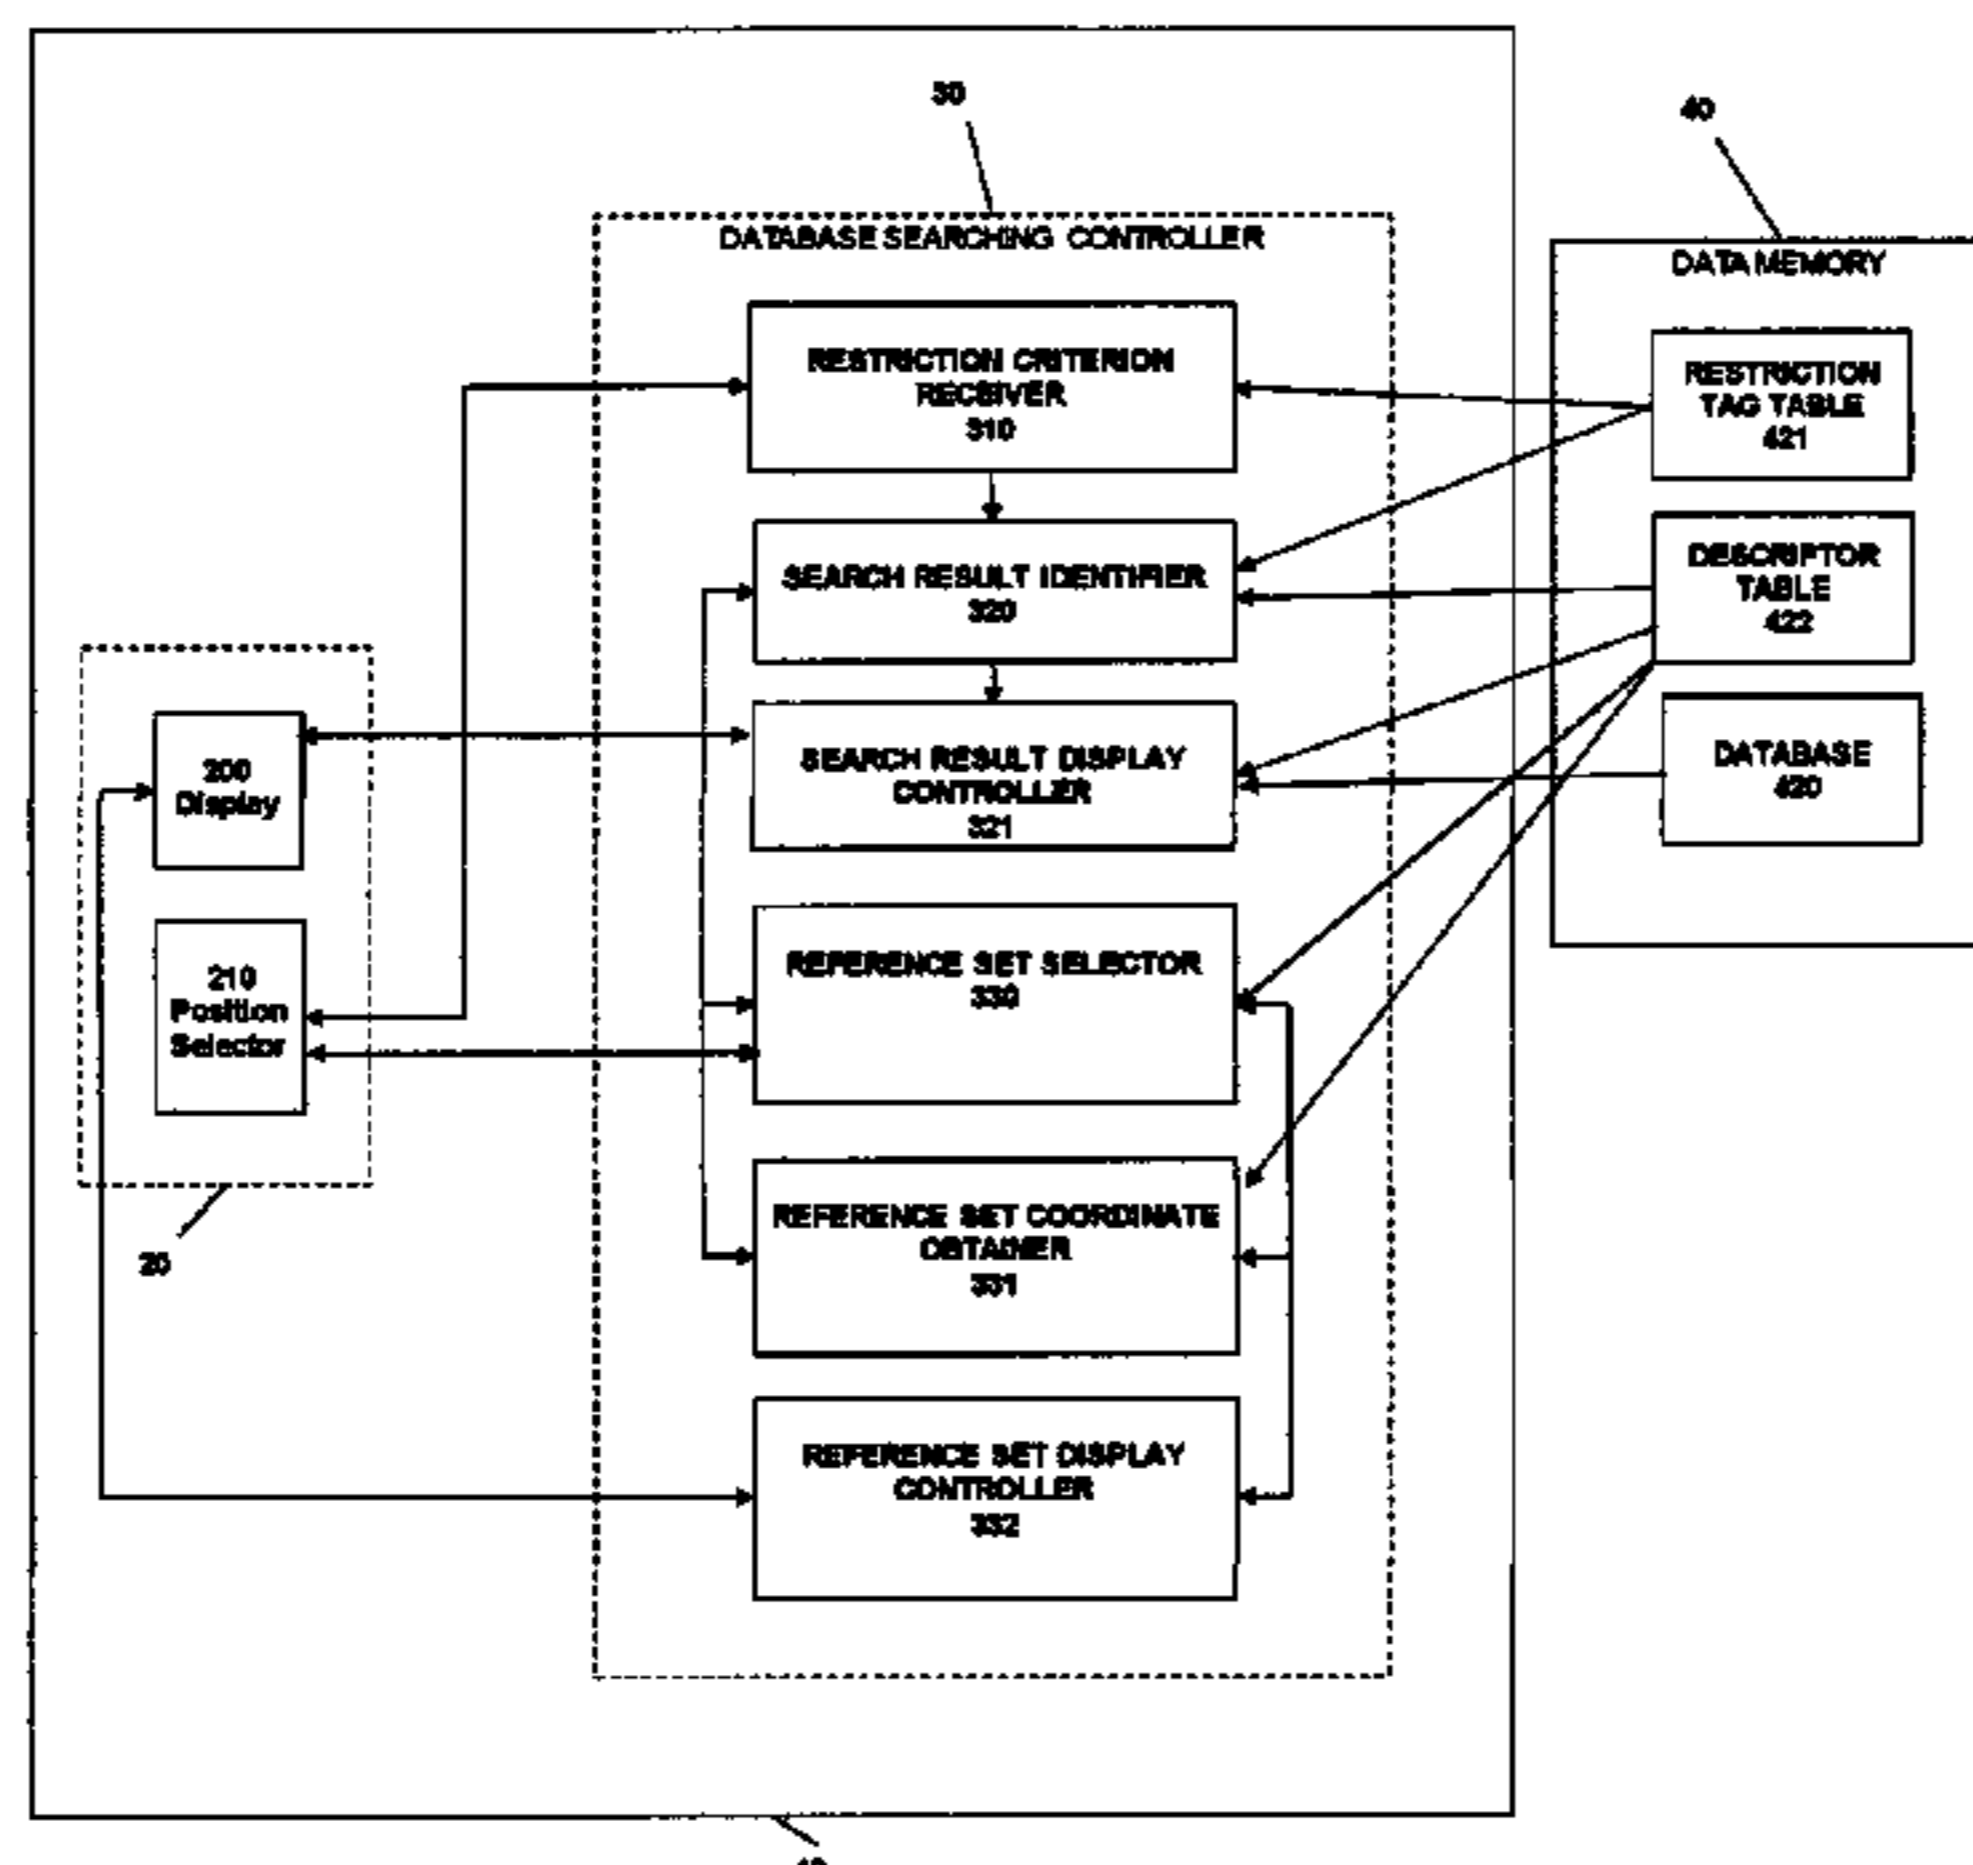 30
40
DATABASE SEARCHING CONTROLLER
DATA MEMORY
RESTRICTION CRITERION
RECEIVER
310
RESTRICTION
TAG TABLE
421
SEARCH RESULT IDENTIFIER
320
DESCRIPTOR
TABLE
422
200
Display
SEARCH RESULT DISPLAY
CONTROLLER
321
DATABASE
420
210
Position
Selector
REFERENCE SET SELECTOR
330
20
REFERENCE SET COORDINATE
OBTAINER
331
REFERENCE SET DISPLAY
CONTROLLER
332